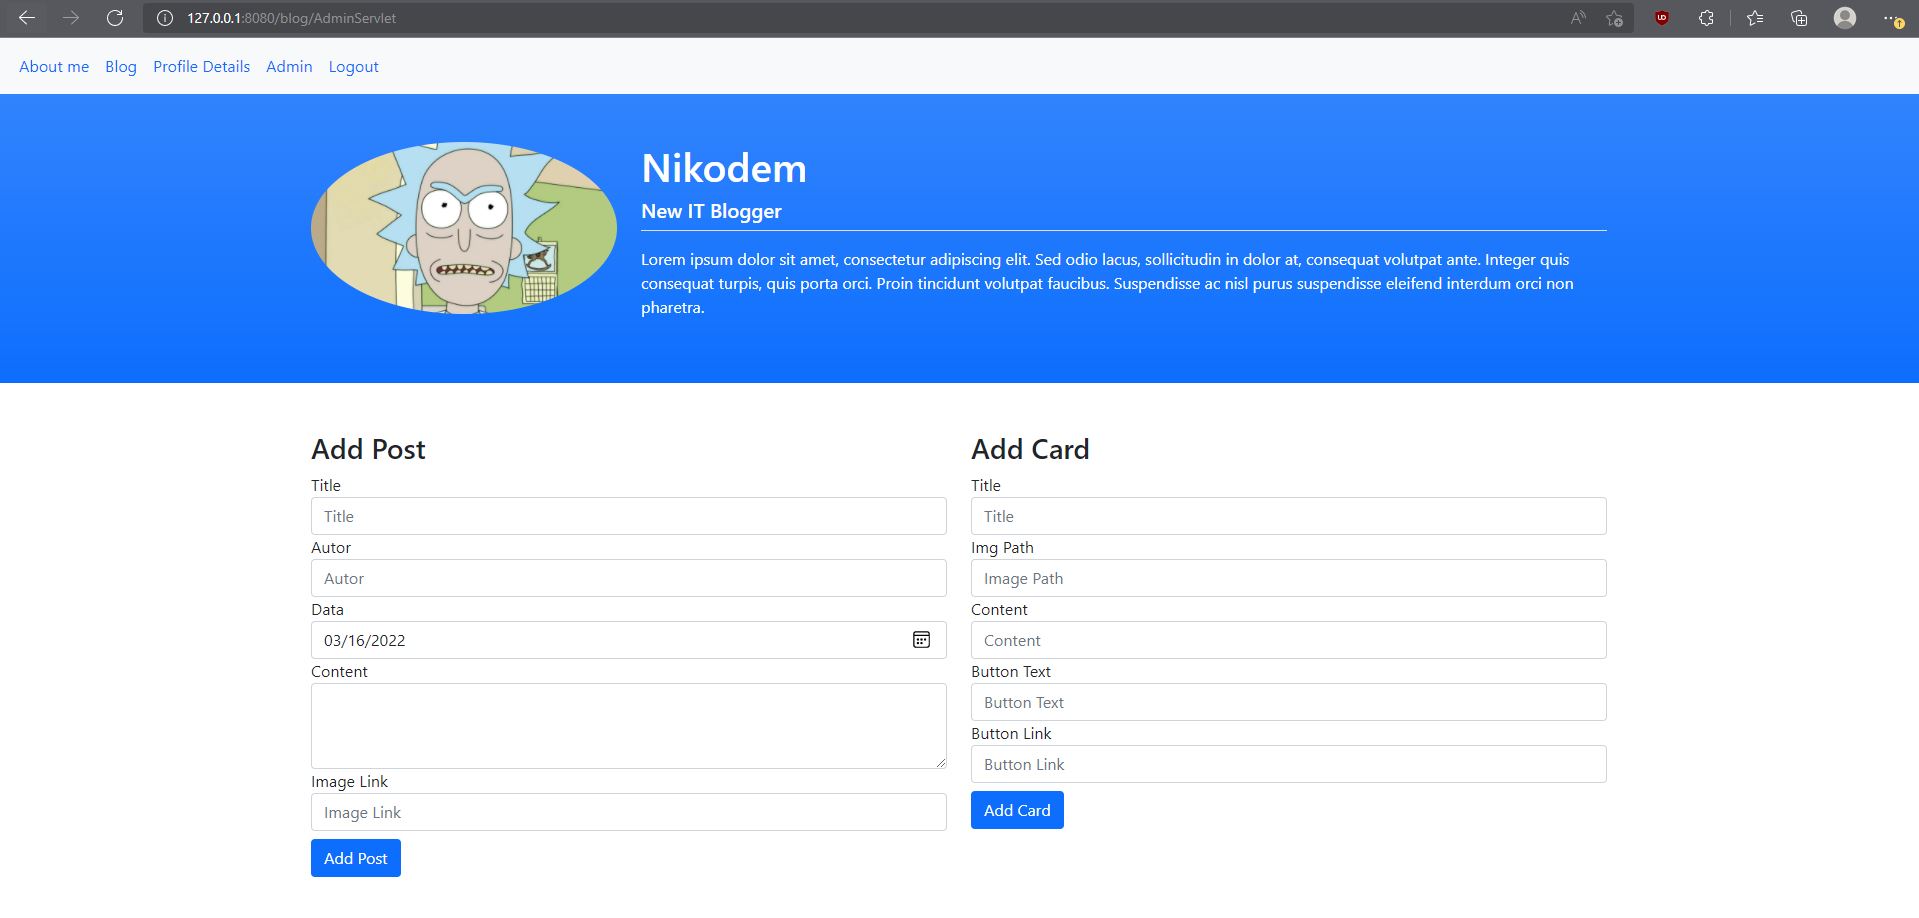 127.0.0.1:8080/blog/AdminServlet
About me Blog Profile Details Admin Logout
Nikodem
New IT Blogger
Lorem ipsum dolor sit amet, consectetur adipiscing elit. Sed odio lacus, sollicitudin in dolor at, consequat volutpat ante. Integer quis
consequat turpis, quis porta orci. Proin tincidunt volutpat faucibus. Suspendisse ac nisl purus suspendisse eleifend interdum orci non
pharetra.
Add Post
Title
Title
Autor
Autor
Data
03/16/2022
Content
Image Link
Image Link
Add Post
Add Card
Title
Title
Img Path
Image Path
Content
Content
Button Text
Button Text
Button Link
Button Link
Add Card